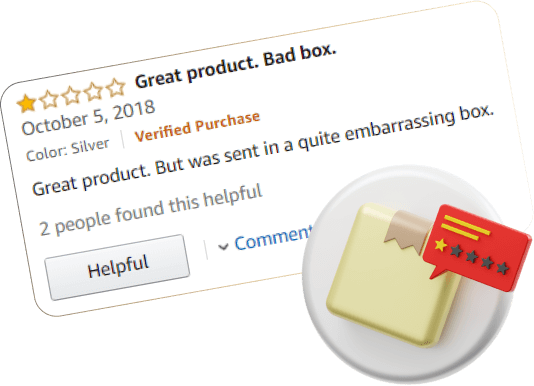 Great product. Bad box.
October 5, 2018
Color: Silver Verified Purchase
Great product. But was sent in a quite embarrassing box.
2 people found this helpful
Helpful
Comment